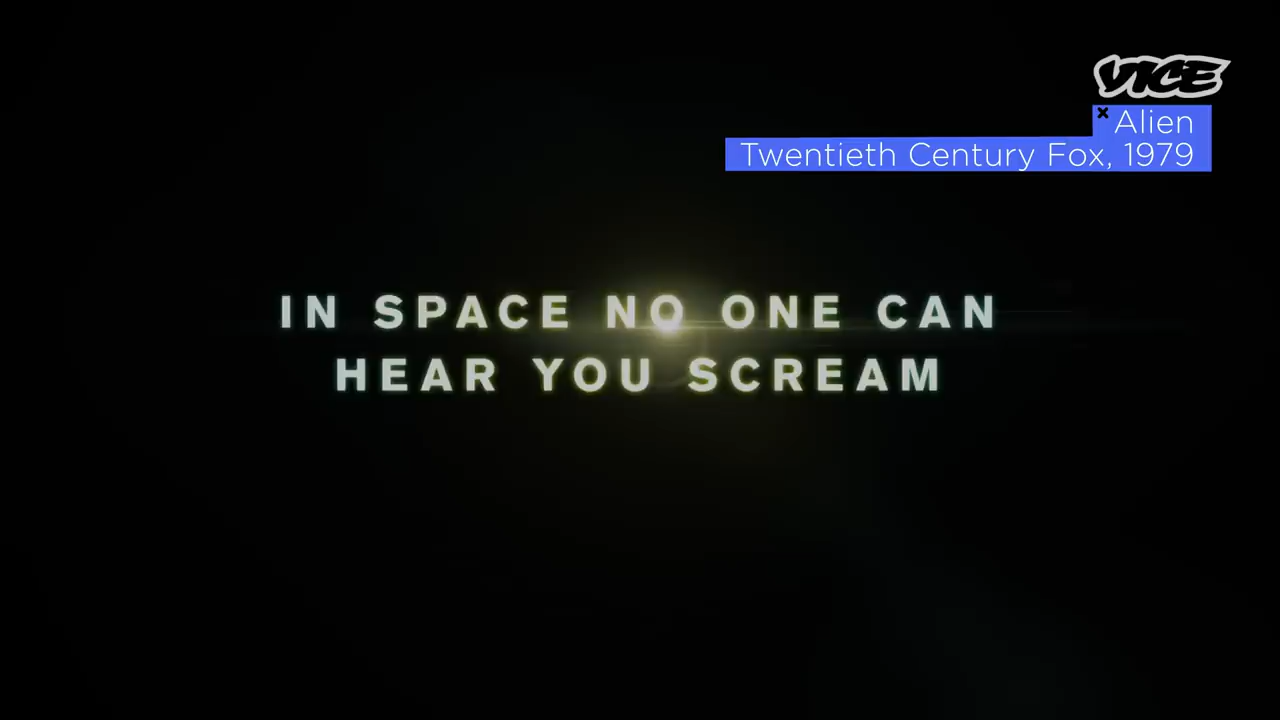 VICE
Alien
Twentieth Century Fox, 1979
IN SPACE NO ONE CAN
HEAR YOU SCREAM